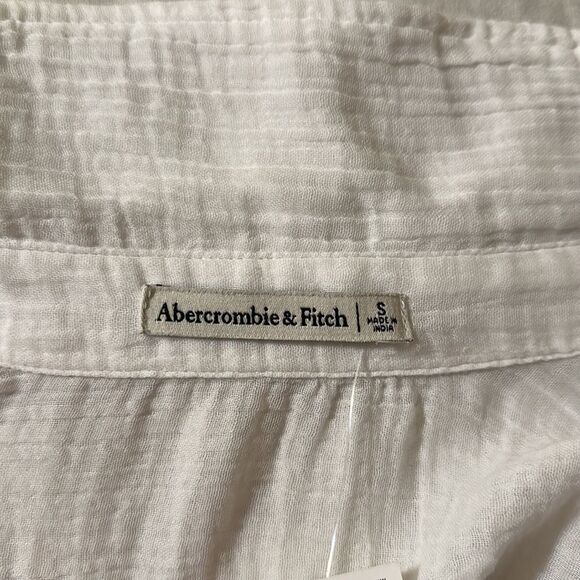 Abercrombie & Fitch | S
MADE IN
INDIA